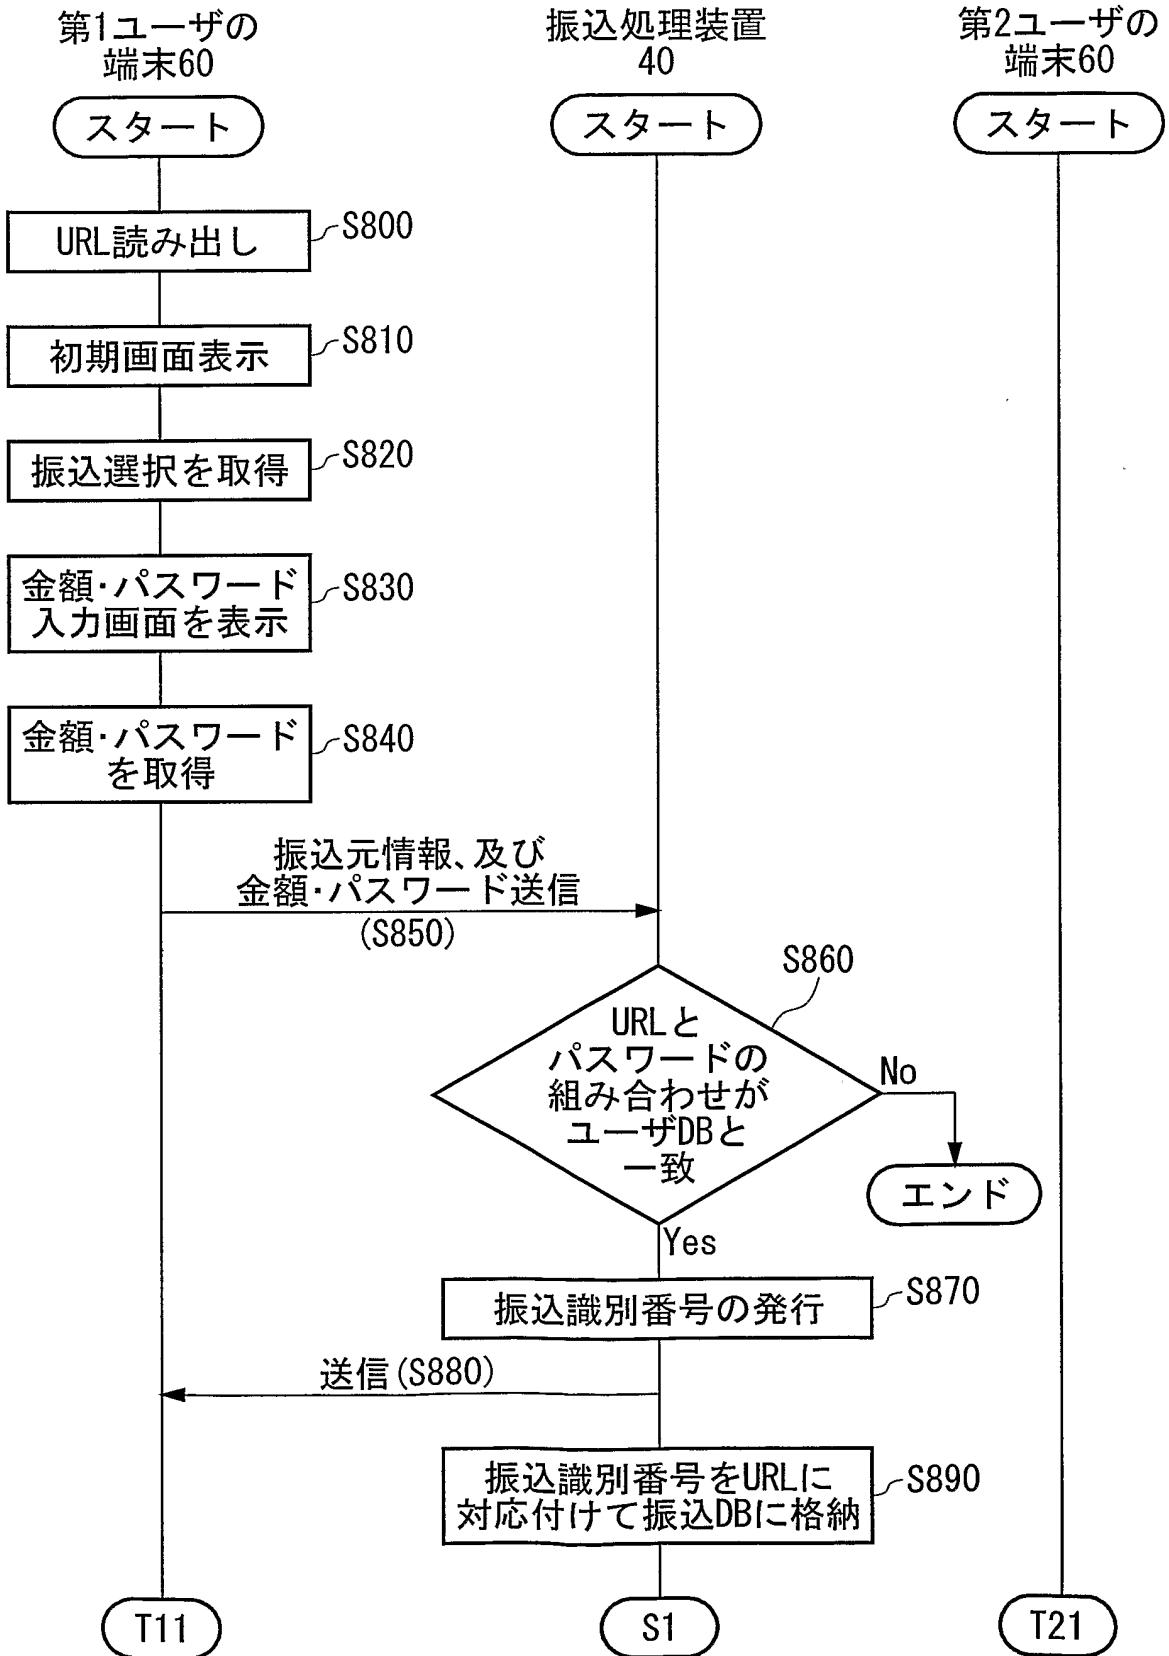 第1ユーザの
端末60
振込処理装置
40
第2ユーザの
端末60
スタート
スタート
スタート
URL読み出し
S800
初期画面表示
S810
振込選択を取得
S820
金額・パスワード
入力画面を表示
S830
金額・パスワード
を取得
S840
振込元情報、及び
金額・パスワード送信
(S850)
S860
URLと
パスワードの
組み合わせが
ユーザDBと
一致
No
エンド
Yes
振込識別番号の発行
S870
送信(S880)
振込識別番号をURLに
対応付けて振込DBに格納
S890
T11
S1
T21